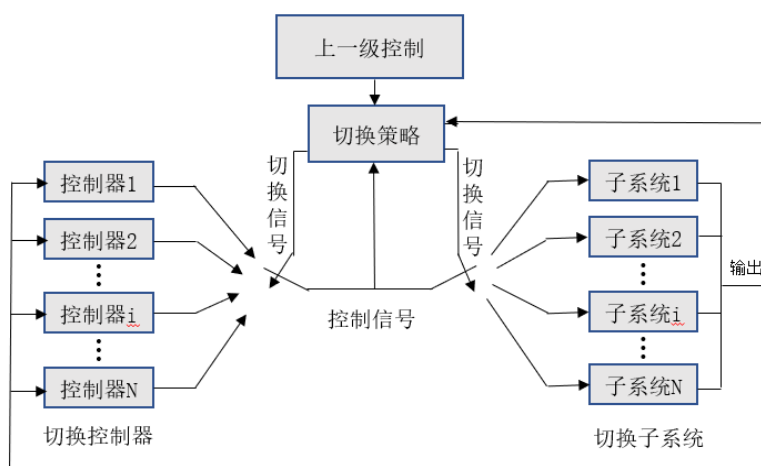 上一级控制
切换策略
切换信号
切换信号
控制器1
控制器2
控制器i
控制器N
切换控制器
控制信号
子系统1
子系统2
子系统i
子系统N
切换子系统
输出